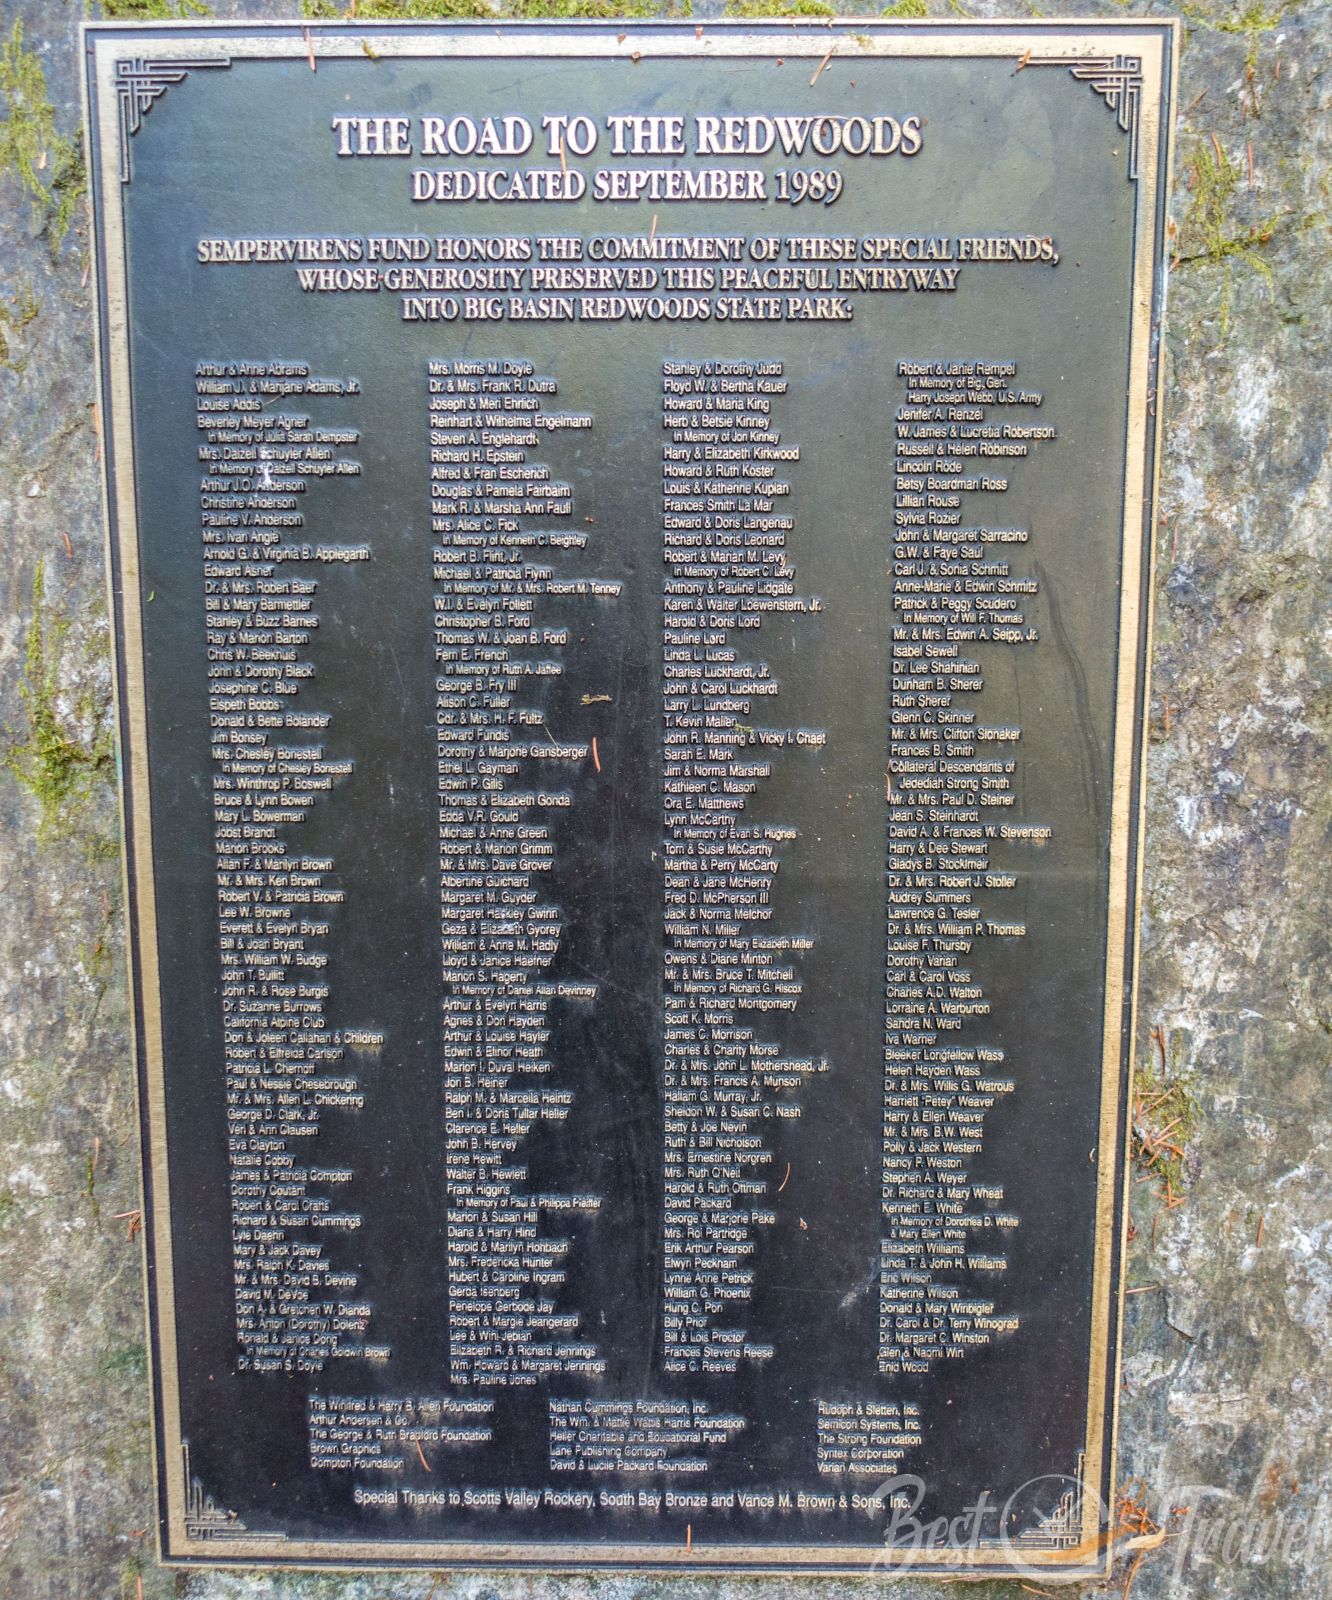 THE ROAD TO THE REDWOODS
DEDICATED SEPTEMBER 1989
SEMPERVIRENS FUND HONORS THE COMMITMENT OF THESE SPECIAL FRIENDS,
WHOSE GENEROSITY PRESERVED THIS PEACEFUL ENTRYWAY
INTO BIG BASIN REDWOODS STATE PARK:
Arthur & Anne Abrams
William J. & Marijane Adams, Jr.
Louise Addis
Beverley Meyer Agner
In Memory of Julia Sarah Dempster
Mrs. Dalzell Schuyler Allen
In Memory of Dalzell Schuyler Allen
Arthur J.O. Anderson
Christine Anderson
Pauline V. Anderson
Mrs. Ivan Angle
Arnold G. & Virginia B. Applegarth
Edward Asner
Dr. & Mrs. Robert Baer
Bill & Mary Barmettler
Stanley & Buzz Barnes
Ray & Marion Barton
Chris W. Beekhuis
John & Dorothy Black
Josephine C. Blue
Elspeth Bobbs
Donald & Bette Bolander
Jim Bonsey
Mrs. Chesley Bonestell
In Memory of Chesley Bonestell
Mrs. Winthrop P. Boswell
Bruce & Lynn Bowen
Mary L. Bowerman
Jobst Brandt
Marion Brooks
Allan F. & Marilyn Brown
Mr. & Mrs. Ken Brown
Robert V. & Patricia Brown
Lee W. Browne
Everett & Evelyn Bryan
Bill & Joan Bryant
Mrs. William W. Budge
John T. Bullitt
John R. & Rose Burgis
Dr. Suzanne Burrows
California Alpine Club
Don & Joleen Callahan & Children
Robert & Elfreida Carlson
Patricia L. Chernoff
Paul & Nessie Chesebrough
Mr. & Mrs. Allen L. Chickering
George D. Clark, Jr.
Verl & Ann Clausen
Eva Clayton
Natalie Cobby
James & Patricia Compton
Dorothy Coutant
Robert & Carol Crafts
Richard & Susan Cummings
Lyle Daehn
Mary & Jack Davey
Mrs. Ralph K. Davies
Mr. & Mrs. David B. Devine
David M. DeVoe
Don A. & Gretchen W. Dianda
Mrs. Anton (Dorothy) Dolenz
Ronald & Janice Dong
In Memory of Charles Goldwin Brown
Dr. Susan S. Doyle
Mrs. Morris M. Doyle
Dr. & Mrs. Frank R. Dutra
Joseph & Meri Ehrlich
Reinhart & Wilhelma Engelmann
Steven A. Englehardt
Richard H. Epstein
Alfred & Fran Escherich
Douglas & Pamela Fairbairn
Mark R. & Marsha Ann Faull
Mrs. Alice C. Fick
In Memory of Kenneth C. Beighley
Robert B. Flint, Jr.
Michael & Patricia Flynn
In Memory of Mr. & Mrs. Robert M. Tenney
W.I. & Evelyn Follett
Christopher B. Ford
Thomas W. & Joan B. Ford
Fern E. French
In Memory of Ruth A. Jaffee
George B. Fry III
Alison C. Fuller
Cdr. & Mrs. H. F. Fultz
Edward Fundis
Dorothy & Marjorie Gansberger
Ethel L. Gayman
Edwin P. Gillis
Thomas & Elizabeth Gonda
Edda V.R. Gould
Michael & Anne Green
Robert & Marion Grimm
Mr. & Mrs. Dave Grover
Albertine Guichard
Margaret M. Guyder
Margaret Hackley Gwinn
Geza & Elizabeth Gyorey
William & Anne M. Hadly
Lloyd & Janice Haefner
Marion S. Hagerty
In Memory of Daniel Allan Devinney
Arthur & Evelyn Harris
Agnes & Don Hayden
Arthur & Louise Hayler
Edwin & Elinor Heath
Marion I. Duval Heiken
Jon B. Heiner
Ralph M. & Marcella Heintz
Ben I. & Doris Tullar Heller
Clarence E. Heller
John B. Hervey
Irene Hewitt
Walter B. Hewlett
Frank Higgins
In Memory of Paul & Philippa Pfeiffer
Marion & Susan Hill
Diana & Harry Hind
Harold & Marilyn Hohbach
Mrs. Fredericka Hunter
Hubert & Caroline Ingram
Gerda Isenberg
Penelope Gerbode Jay
Robert & Margie Jeangerard
Lee & Wini Jebian
Elizabeth R. & Richard Jennings
Wm. Howard & Margaret Jennings
Mrs. Pauline Jones
Stanley & Dorothy Judd
Floyd W. & Bertha Kauer
Howard & Maria King
Herb & Betsie Kinney
In Memory of Jon Kinney
Harry & Elizabeth Kirkwood
Howard & Ruth Koster
Louis & Katherine Kuplan
Frances Smith La Mar
Edward & Doris Langenau
Richard & Doris Leonard
Robert & Marian M. Levy
In Memory of Robert C. Levy
Anthony & Pauline Lidgate
Karen & Walter Loewenstern, Jr.
Harold & Doris Lord
Pauline Lord
Linda L. Lucas
Charles Luckhardt, Jr.
John & Carol Luckhardt
Larry L. Lundberg
T. Kevin Mallen
John R. Manning & Vicky I. Chaet
Sarah E. Mark
Jim & Norma Marshall
Kathleen C. Mason
Ora E. Matthews
Lynn McCarthy
In Memory of Evan S. Hughes
Tom & Susie McCarthy
Martha & Perry McCarty
Dean & Jane McHenry
Fred D. McPherson III
Jack & Norma Melchor
William N. Miller
In Memory of Mary Elizabeth Miller
Owens & Diane Minton
Mr. & Mrs. Bruce T. Mitchell
In Memory of Richard G. Hiscox
Pam & Richard Montgomery
Scott K. Morris
James C. Morrison
Charles & Charity Morse
Dr. & Mrs. John L. Mothershead, Jr.
Dr. & Mrs. Francis A. Munson
Hallam G. Murray, Jr.
Sheldon W. & Susan C. Nash
Betty & Joe Nevin
Ruth & Bill Nicholson
Mrs. Ernestine Norgren
Mrs. Ruth O'Neil
Harold & Ruth Ottman
David Packard
George & Marjorie Pake
Mrs. Roi Partridge
Erik Arthur Pearson
Elwyn Peckham
Lynne Anne Petrick
William G. Phoenix
Hung C. Pon
Billy Prior
Bill & Lois Proctor
Frances Stevens Reese
Alice C. Reeves
Robert & Janie Rempel
In Memory of Big. Gen.
Harry Joseph Webb, U.S. Army
Jenifer A. Renzel
W. James & Lucretia Robertson
Russell & Helen Robinson
Lincoln Rode
Betsy Boardman Ross
Lillian Rouse
Sylvia Rozier
John & Margaret Sarracino
G.W. & Faye Saul
Carl J. & Sonia Schmitt
Anne-Marie & Edwin Schmitz
Patrick & Peggy Scudero
In Memory of Will F. Thomas
Mr. & Mrs. Edwin A. Seipp, Jr.
Isabel Sewell
Dr. Lee Shahinian
Dunham B. Sherer
Ruth Sherer
Glenn C. Skinner
Mr. & Mrs. Clifton Slonaker
Frances B. Smith
Collateral Descendants of
Jedediah Strong Smith
Mr. & Mrs. Paul D. Steiner
Jean S. Steinhardt
David A. & Frances W. Stevenson
Harry & Dee Stewart
Gladys B. Stocklmeir
Dr. & Mrs. Robert J. Stoller
Audrey Summers
Lawrence G. Tesler
Dr. & Mrs. William P. Thomas
Louise F. Thursby
Dorothy Varian
Carl & Carol Voss
Charles A.D. Walton
Lorraine A. Warburton
Sandra N. Ward
Iva Warner
Bleeker Longfellow Wass
Helen Hayden Wass
Dr. & Mrs. Willis G. Watrous
Harriett "Petey" Weaver
Harry & Ellen Weaver
Mr. & Mrs. B.W. West
Polly & Jack Western
Nancy P. Weston
Stephen A. Weyer
Dr. Richard & Mary Wheat
Kenneth E. White
In Memory of Dorothea D. White
& Mary Ellen White
Elizabeth Williams
Linda T. & John H. Williams
Eric Wilson
Katherine Wilson
Donald & Mary Winbigler
Dr. Carol & Dr. Terry Winograd
Dr. Margaret C. Winston
Glen & Naomi Wirt
Enid Wood
The Winifred & Harry B. Allen Foundation
Arthur Andersen & Co.
The George & Ruth Bradford Foundation
Brown Graphics
Compton Foundation
Nathan Cummings Foundation, Inc.
The Wm. & Mattie Wattis Harris Foundation
Heller Charitable and Educational Fund
Lane Publishing Company
David & Lucile Packard Foundation
Rudolph & Sletten, Inc.
Semicon Systems, Inc.
The Strong Foundation
Syntex Corporation
Varian Associates
Special Thanks to Scotts Valley Rockery, South Bay Bronze and Vance M. Brown & Sons, Inc.
Best Travel